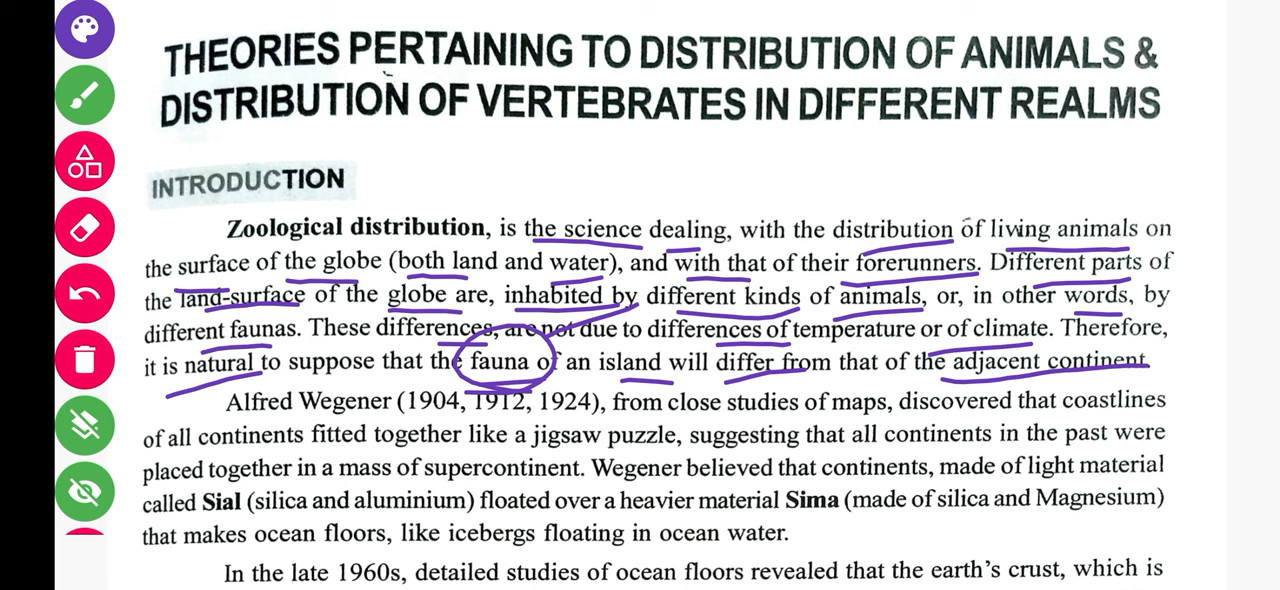 THEORIES PERTAINING TO DISTRIBUTION OF ANIMALS &
DISTRIBUTION OF VERTEBRATES IN DIFFERENT REALMS
INTRODUCTION
Zoological distribution, is the science dealing, with the distribution of living animals on
the surface of the globe (both land and water), and with that of their forerunners. Different parts of
the land-surface of the globe are, inhabited by different kinds of animals, or, in other words, by
different faunas. These differences, are not due to differences of temperature or of climate. Therefore,
it is natural to suppose that the fauna of an island will differ from that of the adjacent continent.
Alfred Wegener (1904, 1912, 1924), from close studies of maps, discovered that coastlines
of all continents fitted together like a jigsaw puzzle, suggesting that all continents in the past were
placed together in a mass of supercontinent. Wegener believed that continents, made of light material
called Sial (silica and aluminium) floated over a heavier material Sima (made of silica and Magnesium)
that makes ocean floors, like icebergs floating in ocean water.
In the late 1960s, detailed studies of ocean floors revealed that the earth's crust, which is